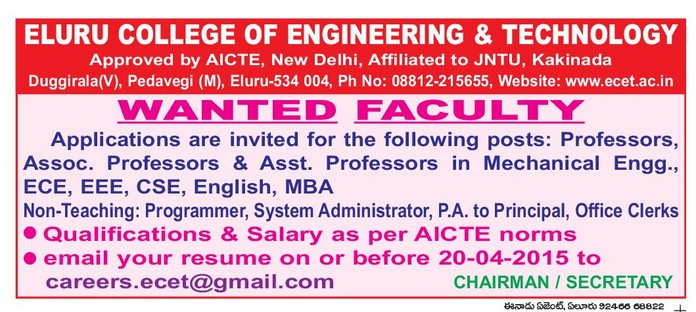 ELURU COLLEGE OF ENGINEERING & TECHNOLOGY
Approved by AICTE, New Delhi, Affiliated to JNTU, Kakinada
Duggirala(V), Pedavegi (M), Eluru-534 004, Ph No: 08812-215655, Website: www.ecet.ac.in
WANTED FACULTY
Applications are invited for the following posts: Professors,
Assoc. Professors & Asst. Professors in Mechanical Engg.,
ECE, EEE, CSE, English, MBA
Non-Teaching: Programmer, System Administrator, P.A. to Principal, Office Clerks
● Qualifications & Salary as per AICTE norms
● email your resume on or before 20-04-2015 to
careers.ecet@gmail.com CHAIRMAN / SECRETARY
ఈనాడు ఏజెంట్, ఏలూరు 92466 68822